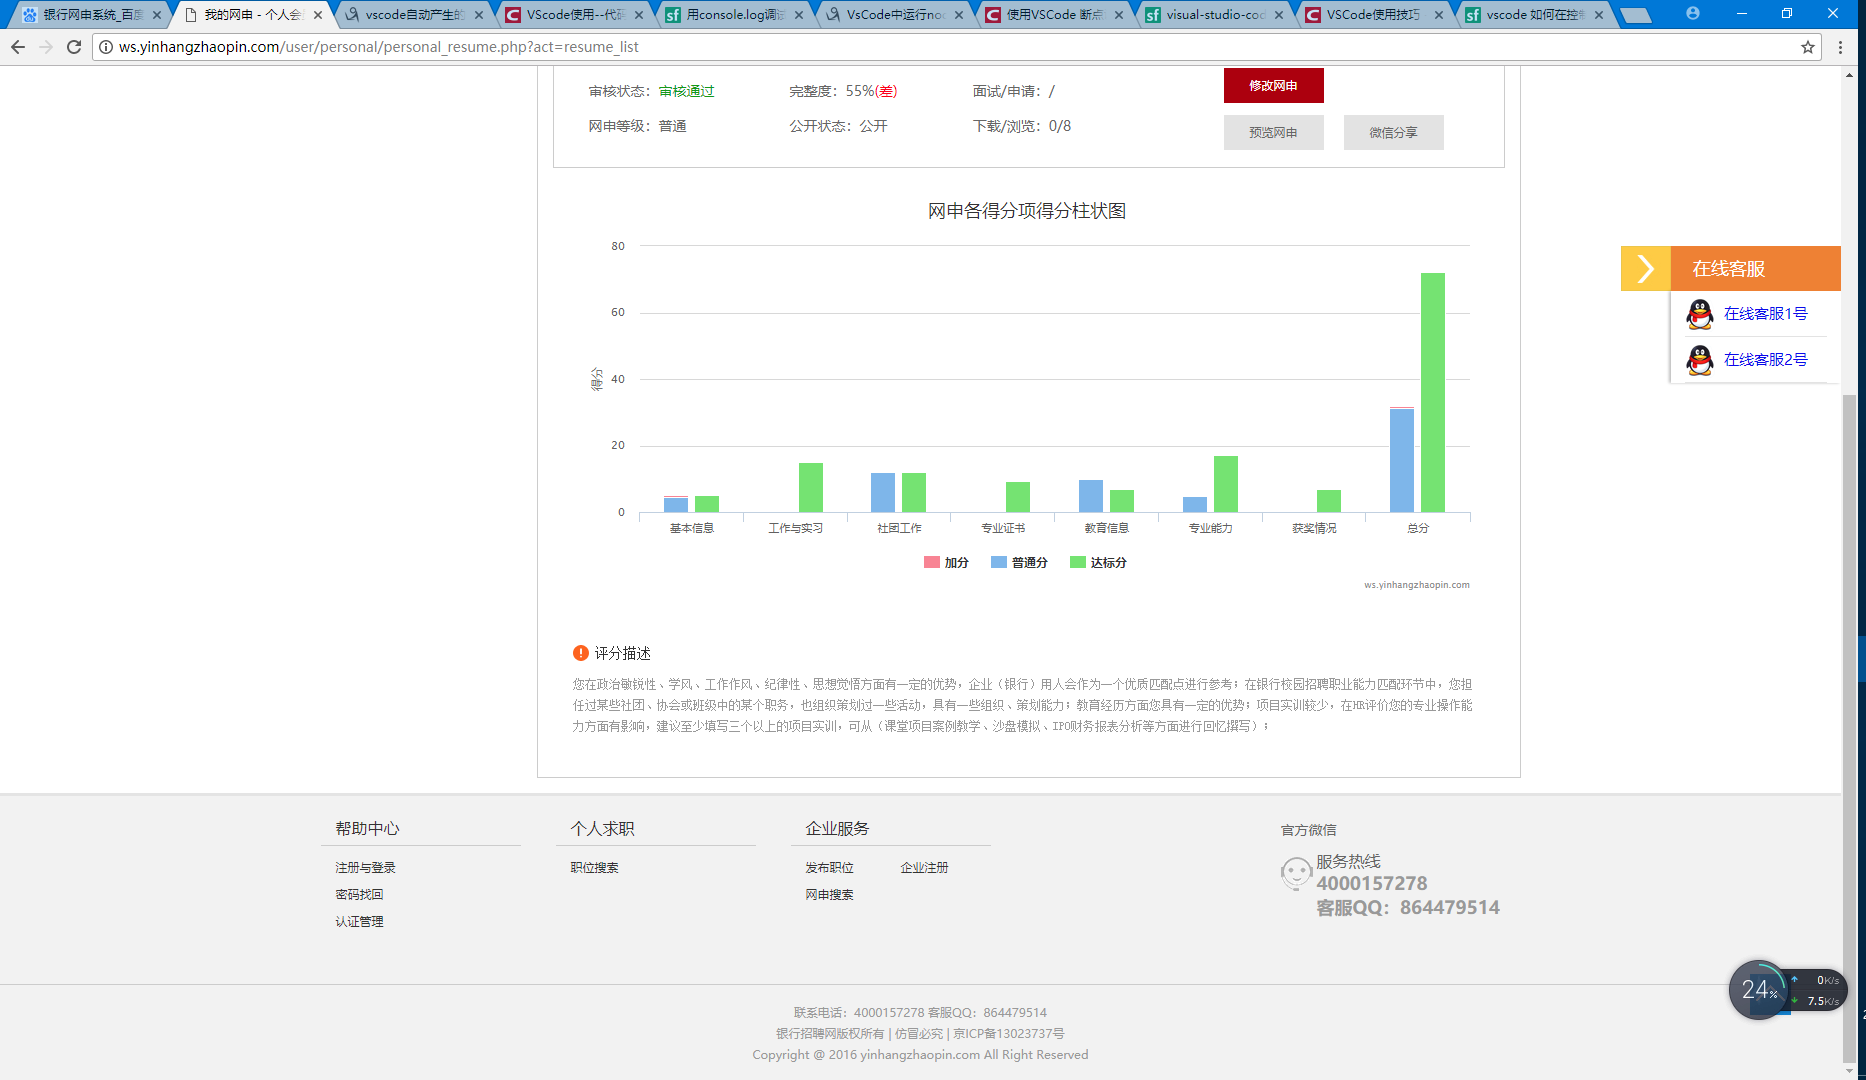 银行网申系统_百度
我的网申 - 个人会
vscode自动产生的
VScode使用--代码
用console.log调试
VsCode中运行nod
使用VSCode 断点
visual-studio-cod
VSCode使用技巧
vscode 如何在控制
ws.yinhangzhaopin.com/user/personal/personal_resume.php?act=resume_list
审核状态：审核通过 完整度：55%(差) 面试/申请：/
修改网申
网申等级：普通 公开状态：公开 下载/浏览：0/8
预览网申 微信分享
网申各得分项得分柱状图
80
60
40
20
0
得分
基本信息 工作与实习 社团工作 专业证书 教育信息 专业能力 获奖情况 总分
加分 普通分 达标分
ws.yinhangzhaopin.com
在线客服
在线客服1号
在线客服2号
评分描述
您在政治敏锐性、学风、工作作风、纪律性、思想觉悟方面有一定的优势，企业（银行）用人会作为一个优质匹配点进行参考；在银行校园招聘职业能力匹配环节中，您担
任过某些社团、协会或班级中的某个职务，也组织策划过一些活动，具有一些组织、策划能力；教育经历方面您具有一定的优势；项目实训较少，在HR评价您的专业操作能
力方面有影响，建议至少填写三个以上的项目实训，可从（课堂项目案例教学、沙盘模拟、IPO财务报表分析等方面进行回忆撰写）；
帮助中心
注册与登录
密码找回
认证管理
个人求职
职位搜索
企业服务
发布职位 企业注册
网申搜索
官方微信
服务热线
4000157278
客服QQ：864479514
24%
0K/s
7.5K/s
联系电话：4000157278 客服QQ：864479514
银行招聘网版权所有 | 仿冒必究 | 京ICP备13023737号
Copyright @ 2016 yinhangzhaopin.com All Right Reserved